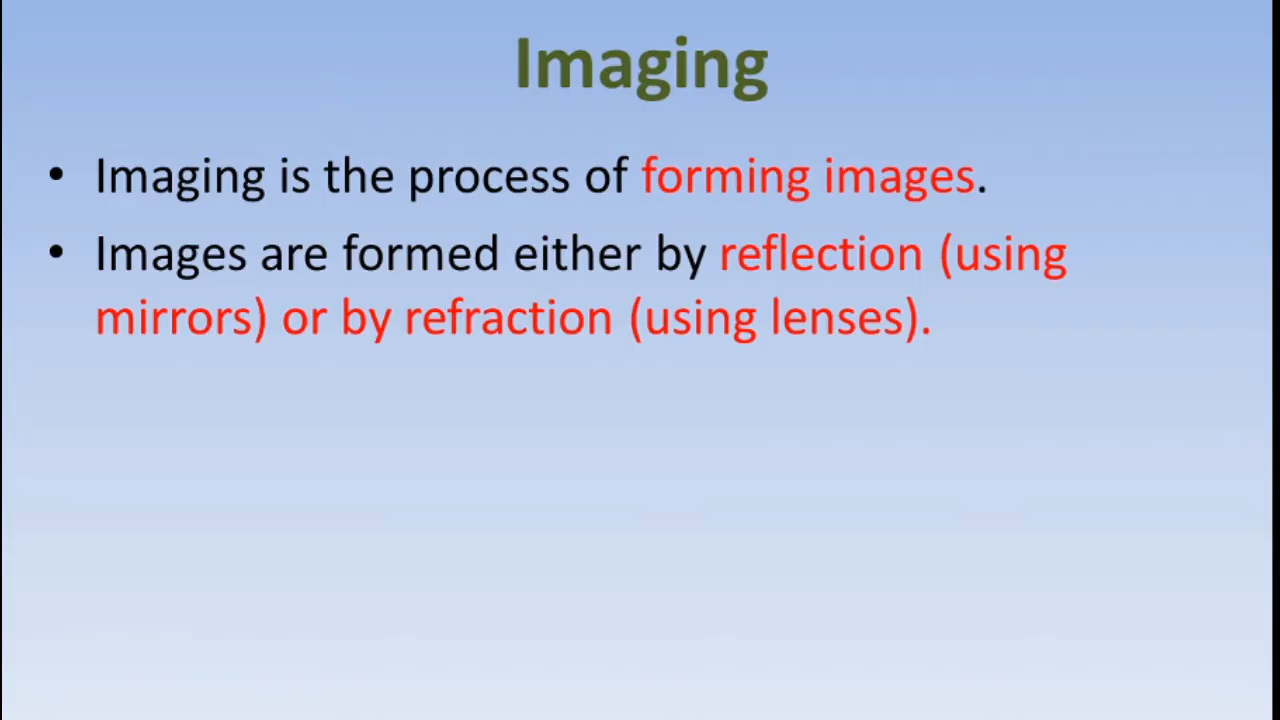 Imaging
• Imaging is the process of forming images.
• Images are formed either by reflection (using
mirrors) or by refraction (using lenses).